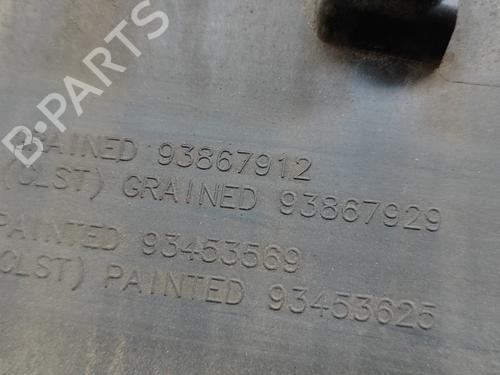 B-PARTS
GRAINED 93867912
(CLST) GRAINED 93867929
PAINTED 93453569
(CLST) PAINTED 93453625